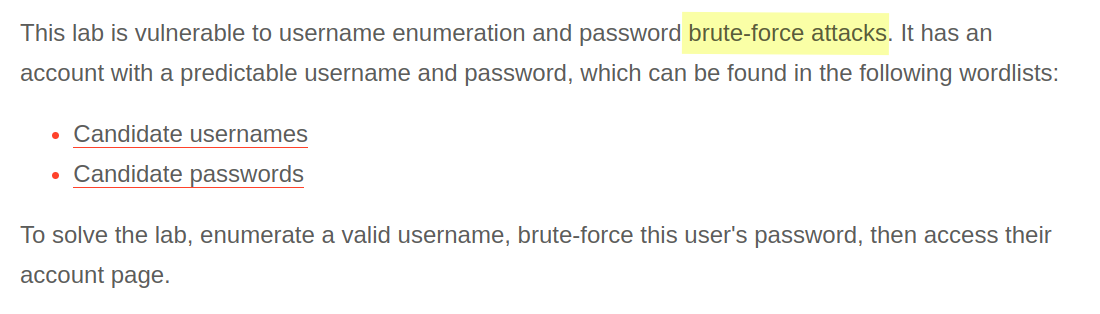 This lab is vulnerable to username enumeration and password brute-force attacks. It has an
account with a predictable username and password, which can be found in the following wordlists:
• Candidate usernames
• Candidate passwords
To solve the lab, enumerate a valid username, brute-force this user's password, then access their
account page.